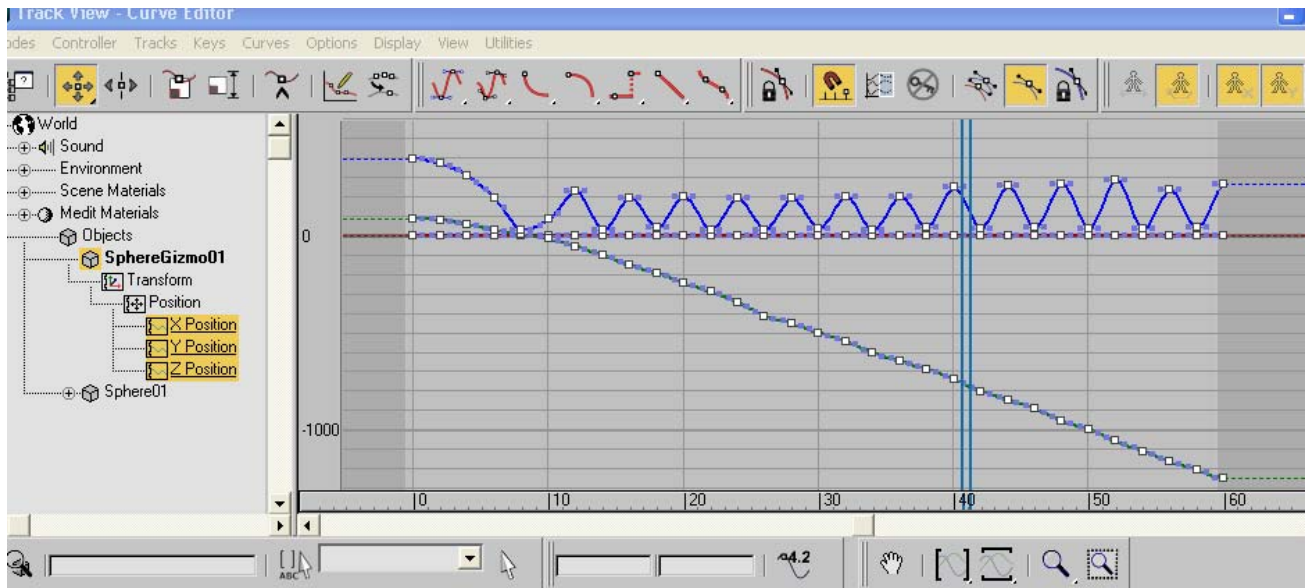 Track View - Curve Editor
odes Controller Tracks Keys Curves Options Display View Utilities
?
World
Sound
Environment
Scene Materials
Medit Materials
Objects
SphereGizmo01
Transform
Position
X Position
Y Position
Z Position
Sphere01
0
-1000
0 10 20 30 40 50 60
ABC
4.2